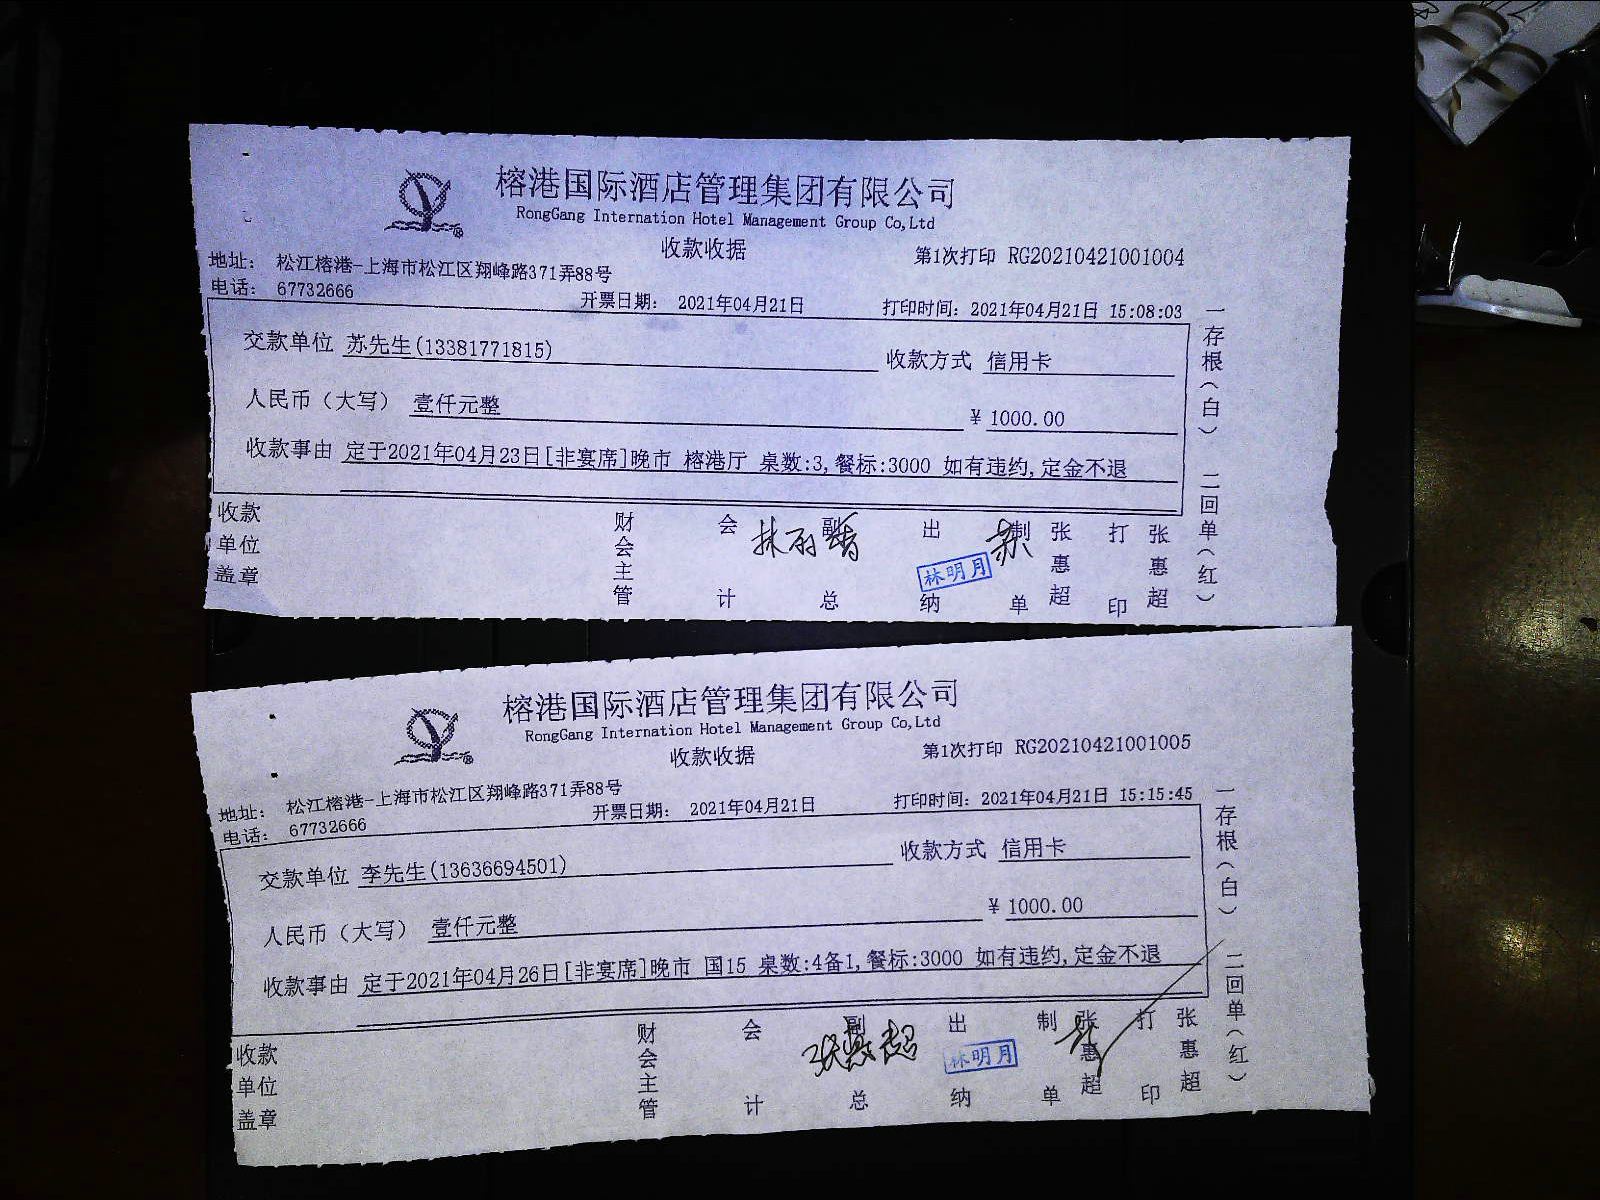 榕港国际酒店管理集团有限公司
RongGang Internation Hotel Management Group Co,Ltd
收款收据
第1次打印 RG20210421001004
地址： 松江榕港-上海市松江区翔峰路371弄88号
电话： 67732666
开票日期： 2021年04月21日
打印时间：2021年04月21日 15:08:03
交款单位 苏先生(13381771815)
收款方式 信用卡
人民币（大写） 壹仟元整
¥ 1000.00
收款事由 定于2021年04月23日[非宴席]晚市 榕港厅 桌数:3,餐标:3000 如有违约,定金不退
收款单位盖章
财会主管
会计
副总
林雨晴
出纳
林明月
制单
苏
张惠超
打印
张惠超
一存根（白） 二回单（红）
榕港国际酒店管理集团有限公司
RongGang Internation Hotel Management Group Co,Ltd
收款收据
第1次打印 RG20210421001005
地址： 松江榕港-上海市松江区翔峰路371弄88号
电话： 67732666
开票日期： 2021年04月21日
打印时间：2021年04月21日 15:15:45
交款单位 李先生(13636694501)
收款方式 信用卡
人民币（大写） 壹仟元整
¥ 1000.00
收款事由 定于2021年04月26日[非宴席]晚市 国15 桌数:4备1,餐标:3000 如有违约,定金不退
收款单位盖章
财会主管
会计
副总
张惠超
出纳
林明月
制单
张惠超
打印
张惠超
一存根（白） 二回单（红）